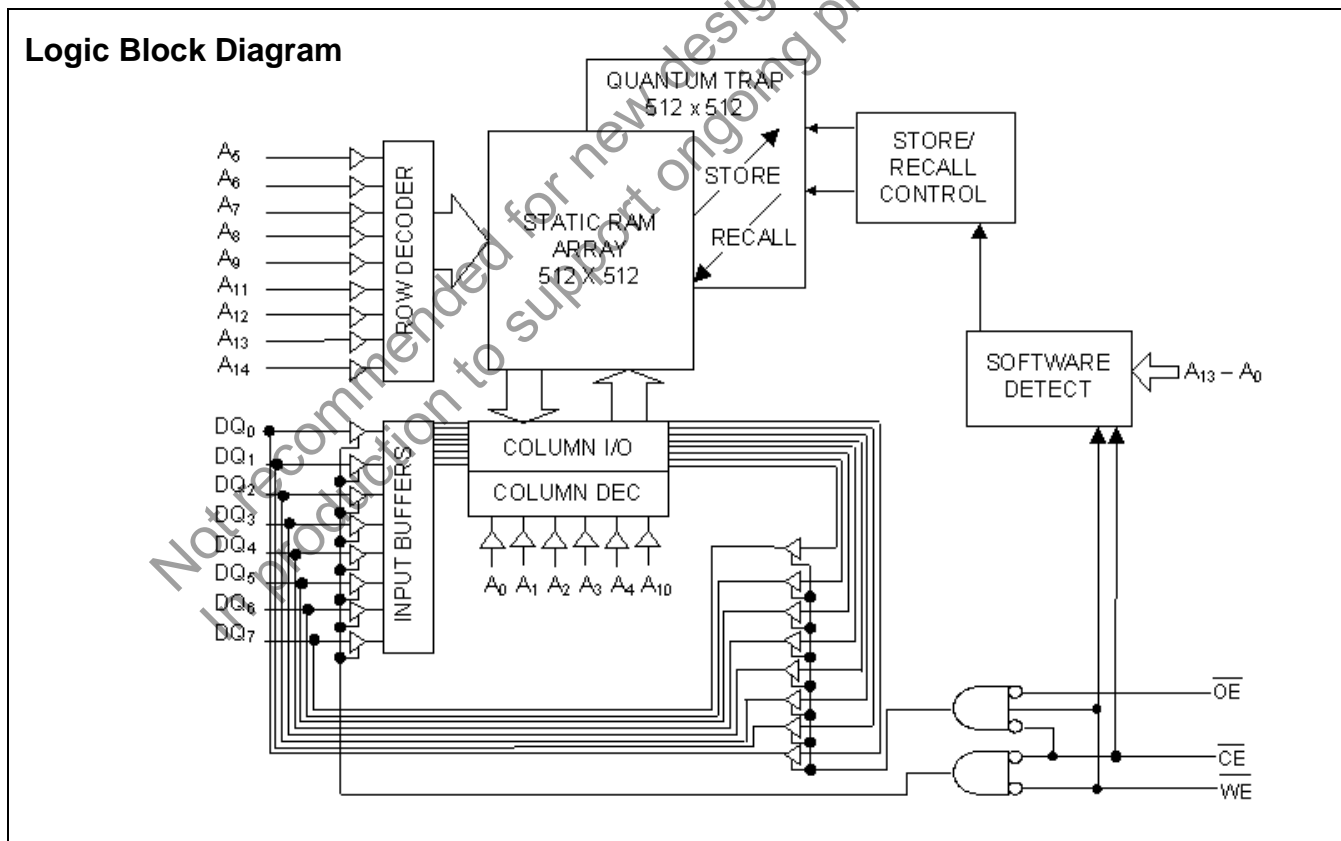 Logic Block Diagram
QUANTUM TRAP
512 x 512
STORE/
RECALL
CONTROL
STORE
RECALL
STATIC RAM
ARRAY
512 X 512
A5
A6
A7
A8
A9
A11
A12
A13
A14
ROW DECODER
SOFTWARE
DETECT
A13 – A0
DQ0
DQ1
DQ2
DQ3
DQ4
DQ5
DQ6
DQ7
INPUT BUFFERS
COLUMN I/O
COLUMN DEC
A0 A1 A2 A3 A4 A10
OE
CE
WE
Not recommended for new desig
In production to support ongoing pr